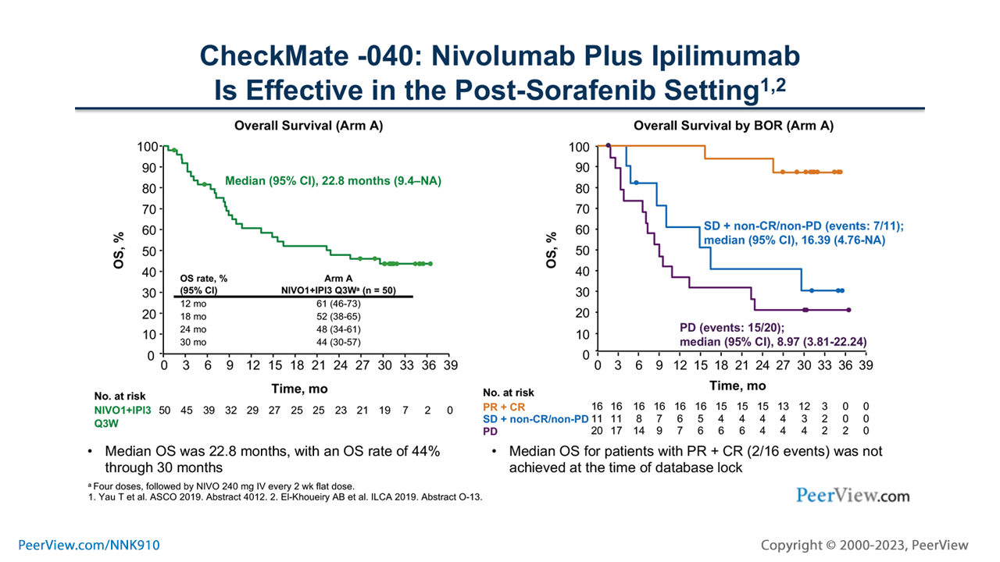 CheckMate -040: Nivolumab Plus Ipilimumab
Is Effective in the Post-Sorafenib Setting1,2
Overall Survival (Arm A)
100
90
80
70
60
50
40
30
20
10
0
OS, %
Median (95% CI), 22.8 months (9.4–NA)
OS rate, % (95% CI) Arm A NIVO1+IPI3 Q3Wa (n = 50)
12 mo 61 (46-73)
18 mo 52 (38-65)
24 mo 48 (34-61)
30 mo 44 (30-57)
0 3 6 9 12 15 18 21 24 27 30 33 36 39
Time, mo
No. at risk
NIVO1+IPI3 50 45 39 32 29 27 25 25 23 21 19 7 2 0
Q3W
• Median OS was 22.8 months, with an OS rate of 44%
through 30 months
Overall Survival by BOR (Arm A)
100
90
80
70
60
50
40
30
20
10
0
OS, %
SD + non-CR/non-PD (events: 7/11);
median (95% CI), 16.39 (4.76-NA)
PD (events: 15/20);
median (95% CI), 8.97 (3.81-22.24)
0 3 6 9 12 15 18 21 24 27 30 33 36 39
Time, mo
No. at risk
PR + CR 16 16 16 16 16 16 15 15 15 13 12 3 0 0
SD + non-CR/non-PD 11 11 8 7 6 5 4 4 4 4 3 2 0 0
PD 20 17 14 9 7 6 6 6 4 4 4 2 2 0
• Median OS for patients with PR + CR (2/16 events) was not
achieved at the time of database lock
a Four doses, followed by NIVO 240 mg IV every 2 wk flat dose.
1. Yau T et al. ASCO 2019. Abstract 4012. 2. El-Khoueiry AB et al. ILCA 2019. Abstract O-13.
PeerView.com
PeerView.com/NNK910
Copyright © 2000-2023, PeerView